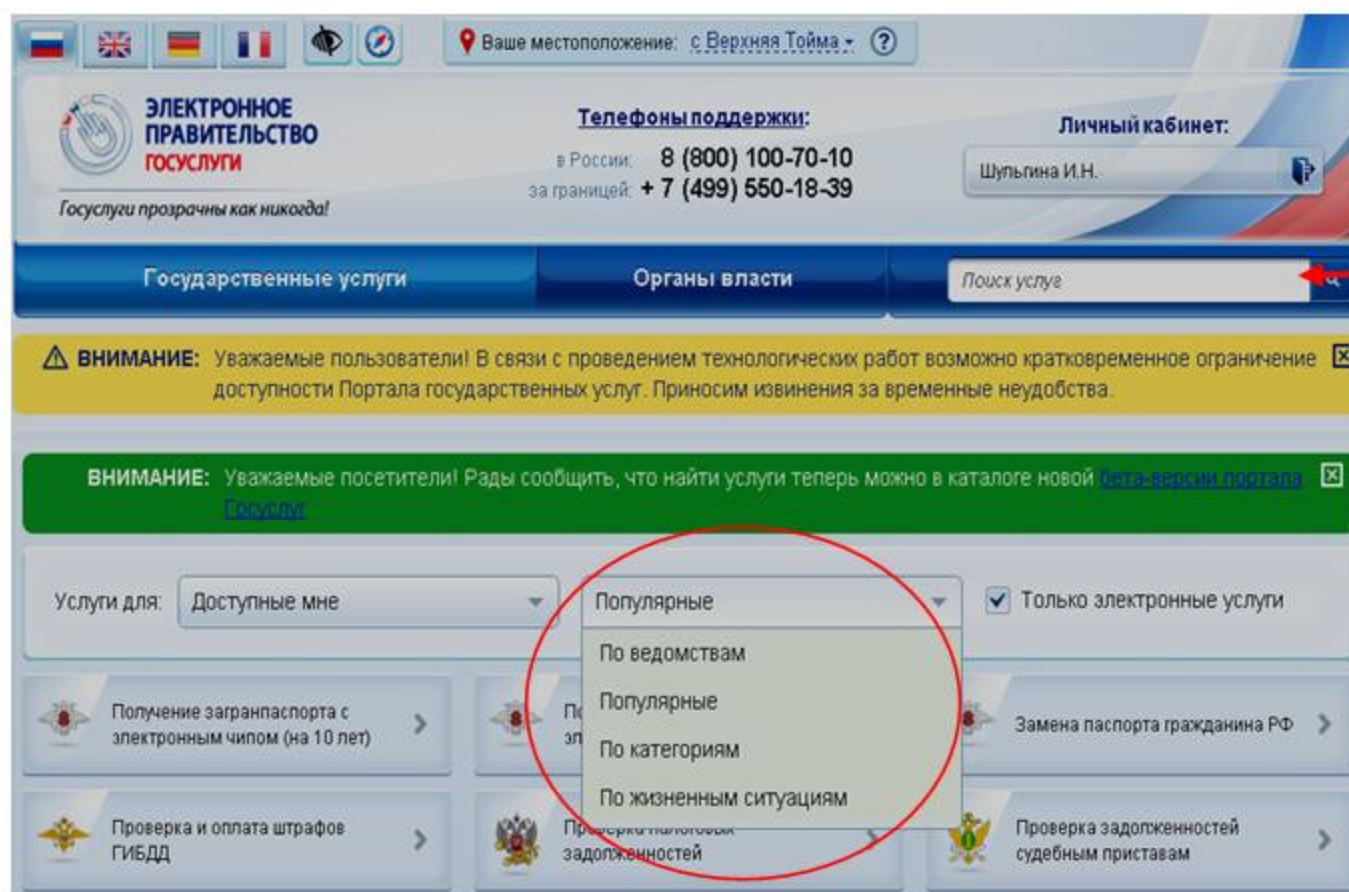 Ваше местоположение: с Верхняя Тойма ?
ЭЛЕКТРОННОЕ
ПРАВИТЕЛЬСТВО
ГОСУСЛУГИ
Госуслуги прозрачны как никогда!
Телефоны поддержки:
в России: 8 (800) 100-70-10
за границей: + 7 (499) 550-18-39
Личный кабинет:
Шульгина И.Н.
Государственные услуги
Органы власти
Поиск услуг
ВНИМАНИЕ: Уважаемые пользователи! В связи с проведением технологических работ возможно кратковременное ограничение
доступности Портала государственных услуг. Приносим извинения за временные неудобства.
ВНИМАНИЕ: Уважаемые посетители! Рады сообщить, что найти услуги теперь можно в каталоге новой бета-версии портала
Госуслуг
Услуги для: Доступные мне
Популярные
Только электронные услуги
По ведомствам
Популярные
По категориям
По жизненным ситуациям
Получение загранпаспорта с
электронным чипом (на 10 лет)
Замена паспорта гражданина РФ
Проверка и оплата штрафов
ГИБДД
Проверка налоговых
задолженностей
Проверка задолженностей
судебным приставам